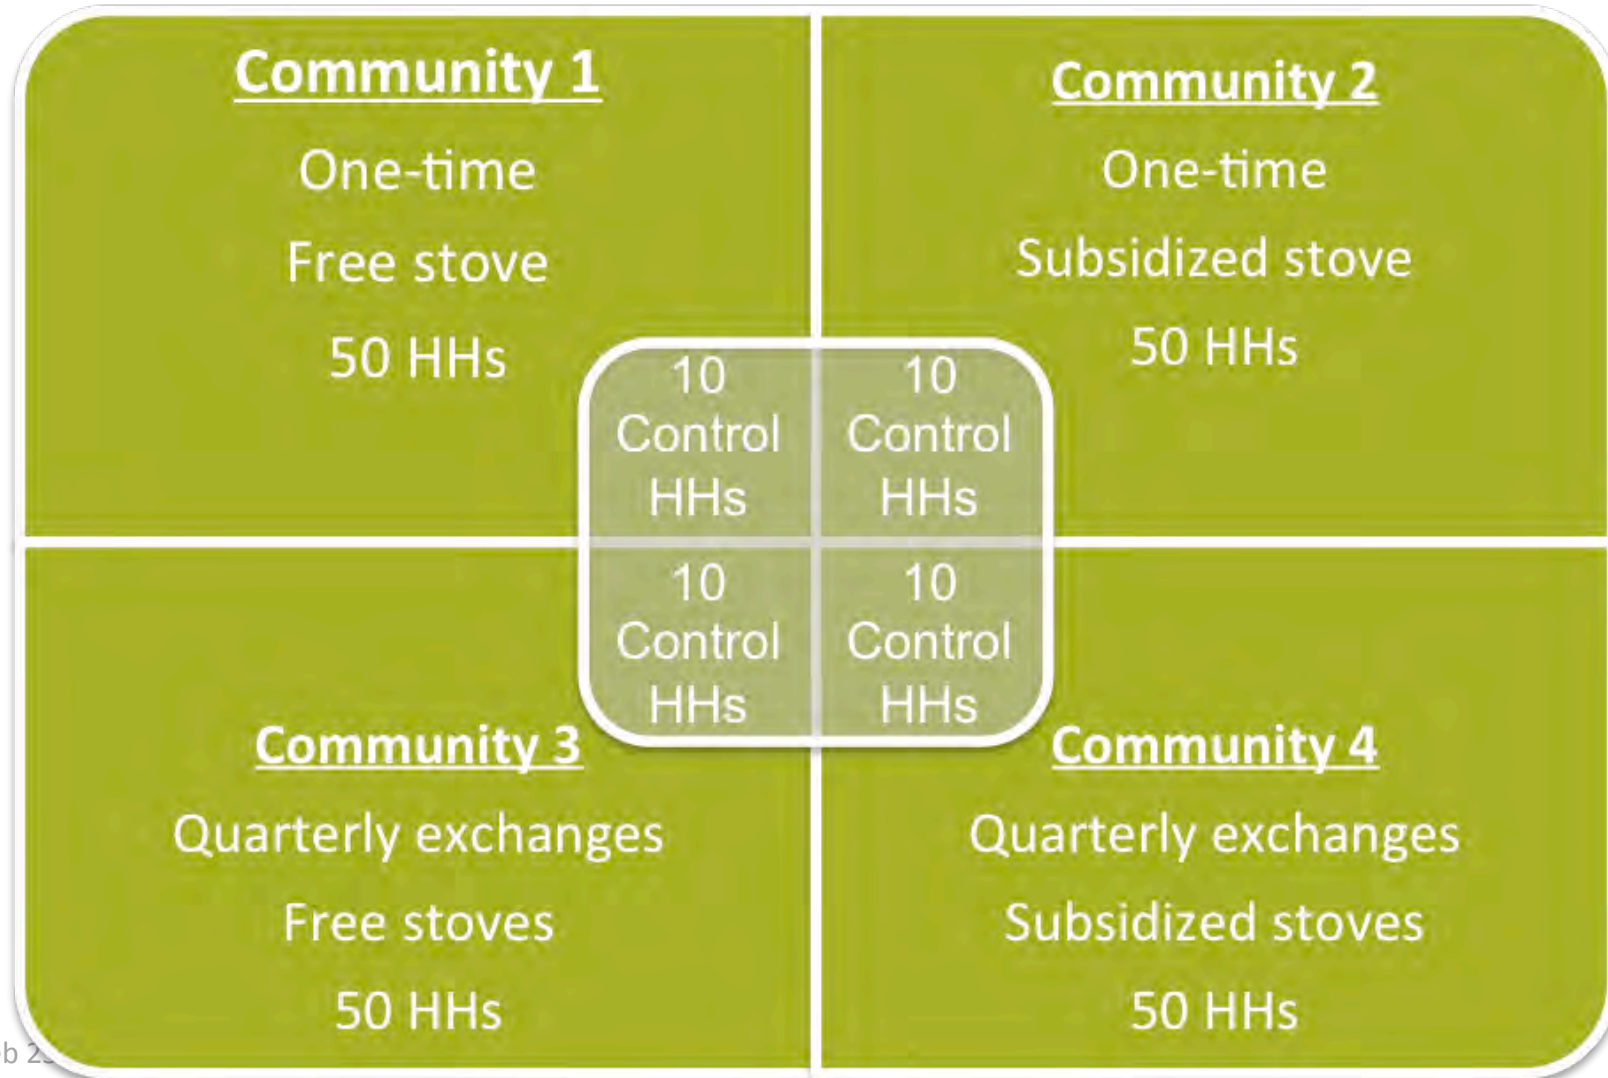 Community 1
One-time
Free stove
50 HHs
Community 2
One-time
Subsidized stove
50 HHs
10
Control
HHs
10
Control
HHs
10
Control
HHs
10
Control
HHs
Community 3
Quarterly exchanges
Free stoves
50 HHs
Community 4
Quarterly exchanges
Subsidized stoves
50 HHs